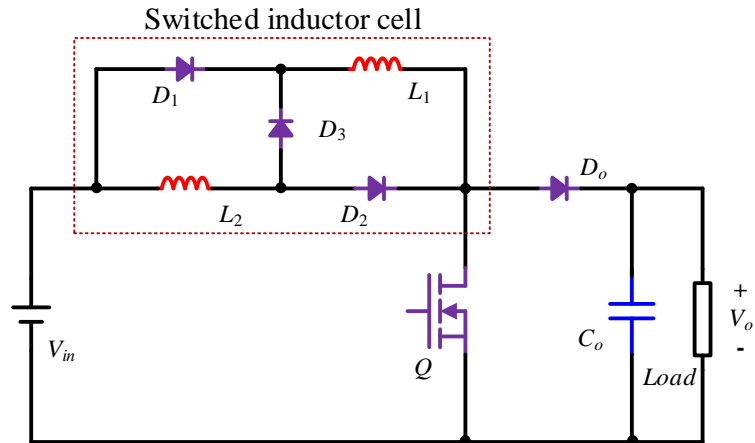 Switched inductor cell
D1
L1
D3
L2
D2
Do
Vin
Q
Co
Load
+
Vo
-